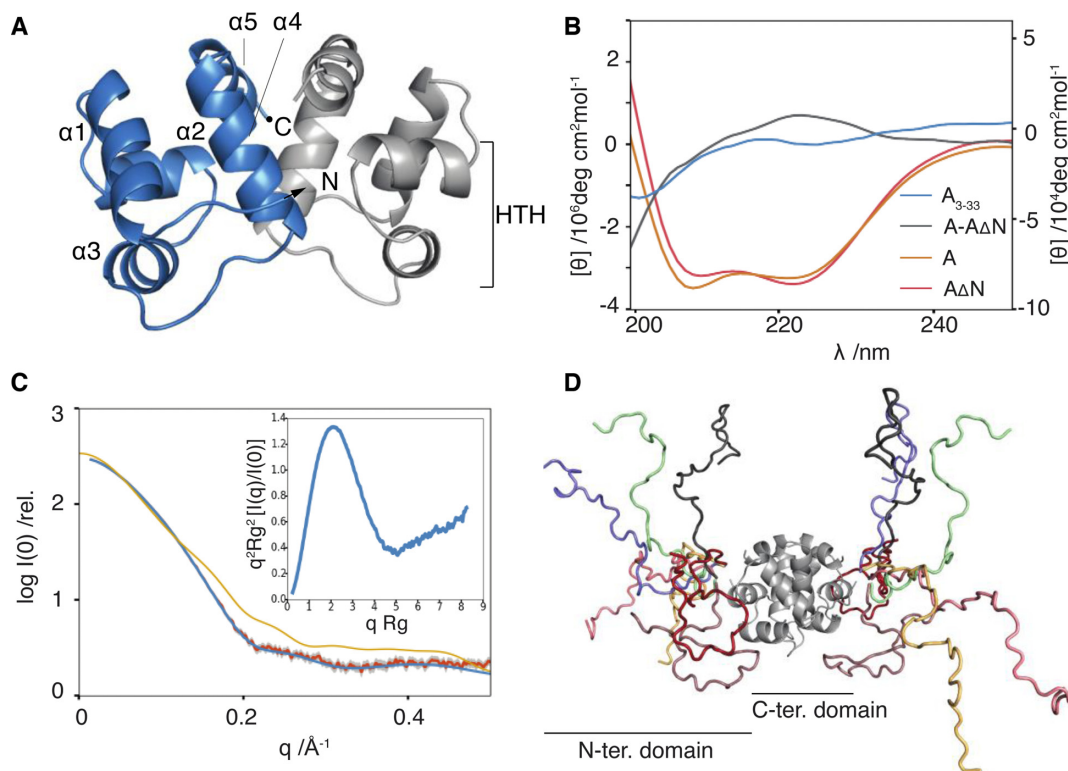 A
α5 α4
α1
α2
C
N
α3
HTH
B
[θ] /10⁶deg cm²mol⁻¹
2
0
-2
-4
200 220 240
λ /nm
5
0
-5
-10
[θ] /10⁴deg cm²mol⁻¹
A₃₋₃₃
A-AΔN
A
AΔN
C
log I(0) /rel.
3
2
1
0
0 0.2 0.4
q /Å⁻¹
q²Rg² [I(q)/I(0)]
1.4
1.2
1.0
0.8
0.6
0.4
0.2
0
0 1 2 3 4 5 6 7 8 9
q Rg
D
C-ter. domain
N-ter. domain